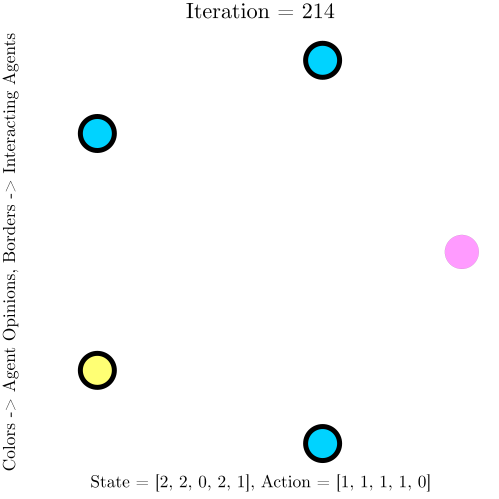 Iteration = 214
Colors -> Agent Opinions, Borders -> Interacting Agents
State = [2, 2, 0, 2, 1], Action = [1, 1, 1, 1, 0]